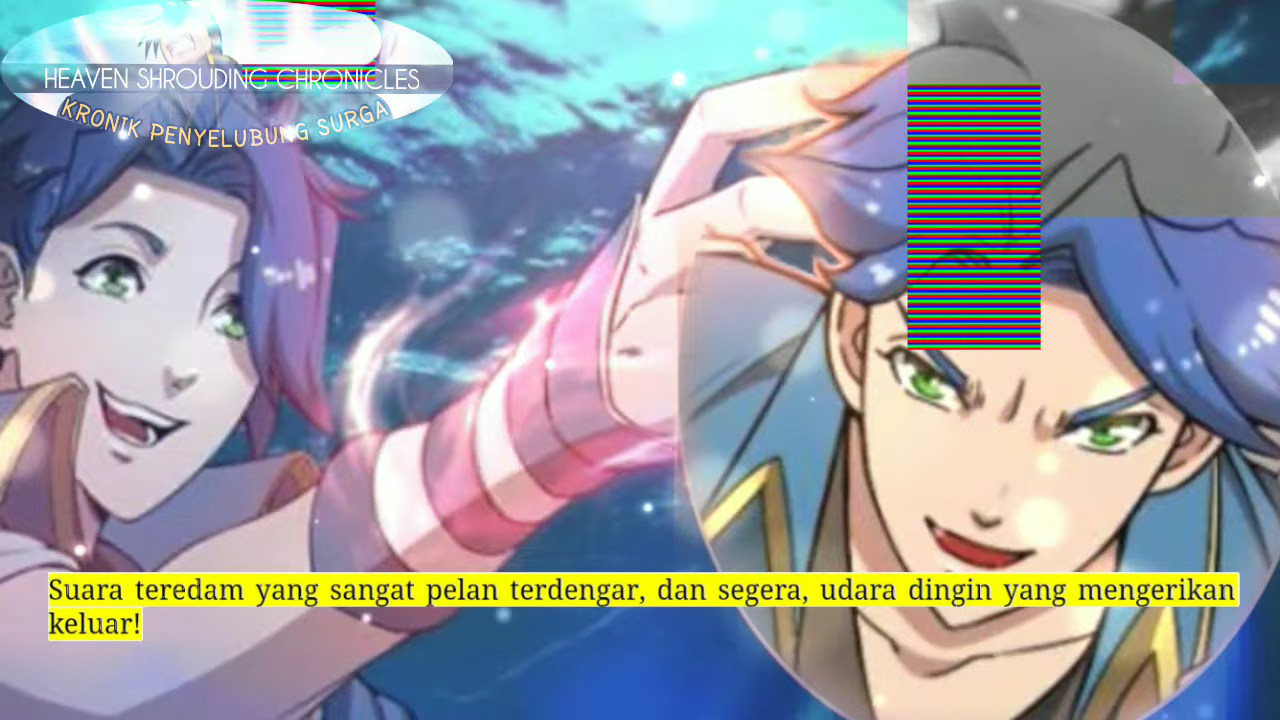 HEAVEN SHROUDING CHRONICLES
KRONIK PENYELUBUNG SURGA
Suara teredam yang sangat pelan terdengar, dan segera, udara dingin yang mengerikan
keluar!